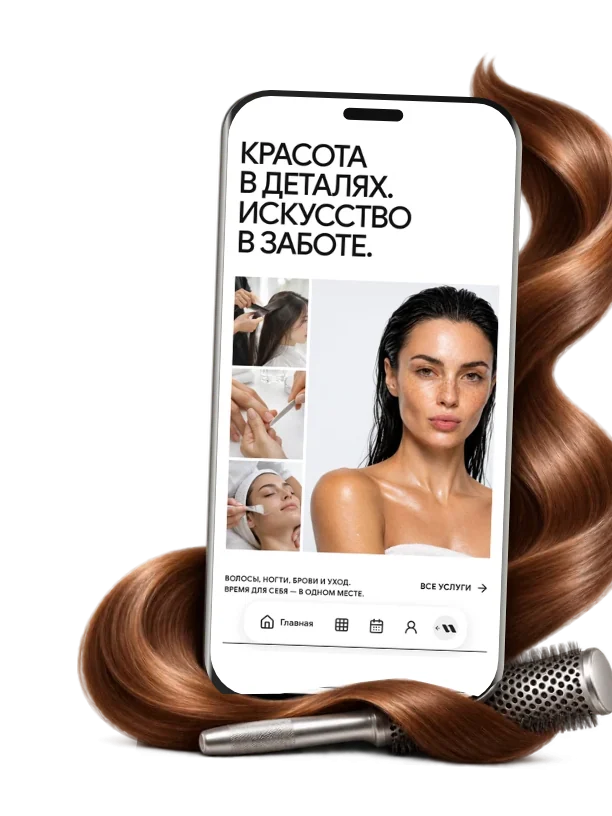 КРАСОТА
В ДЕТАЛЯХ.
ИСКУССТВО
В ЗАБОТЕ.
ВОЛОСЫ, НОГТИ, БРОВИ И УХОД.
ВРЕМЯ ДЛЯ СЕБЯ — В ОДНОМ МЕСТЕ.
ВСЕ УСЛУГИ →
Главная